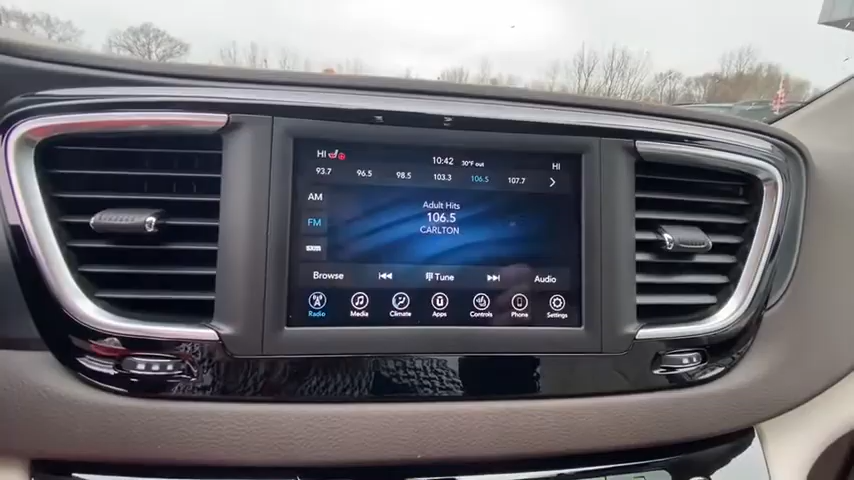 HI 10:42 30°F out HI
93.7 96.5 98.5 103.3 106.5 107.7
AM
FM
Adult Hits
106.5
CARLTON
Browse Tune Audio
Radio Media Climate Apps Controls Phone Settings